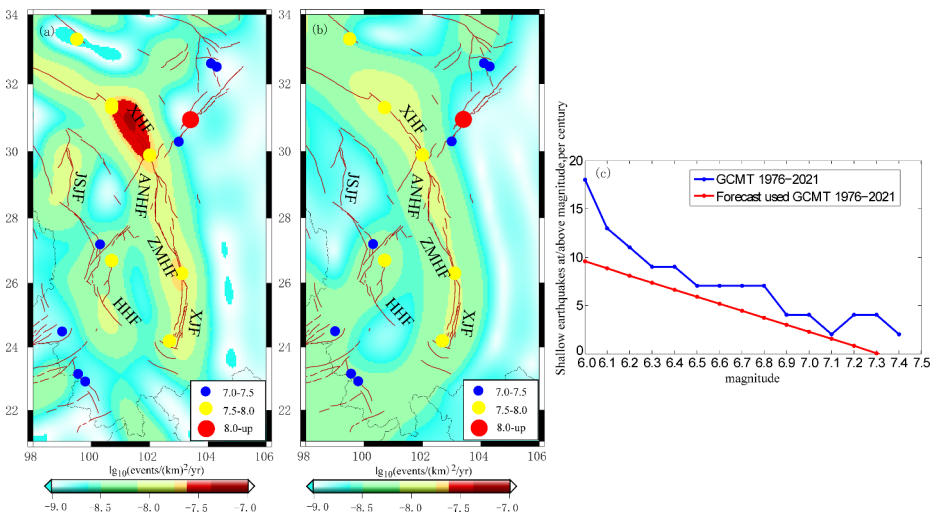 (a)
34
32
30
28
26
24
22
XHF
JSJF
ANHF
ZMHF
HHF
XJF
7.0-7.5
7.5-8.0
8.0-up
98
100
102
104
106
lg10(events/(km)2/yr)
-9.0
-8.5
-8.0
-7.5
-7.0
(b)
34
32
30
28
26
24
22
XHF
JSJF
ANHF
ZMHF
HHF
XJF
7.0-7.5
7.5-8.0
8.0-up
98
100
102
104
106
lg10(events/(km)2/yr)
-9.0
-8.5
-8.0
-7.5
-7.0
(c)
Shallow earthquakes at/above magnitude,per century
20
15
10
5
0
GCMT 1976-2021
Forecast used GCMT 1976-2021
6.0 6.1 6.2 6.3 6.4 6.5 6.6 6.7 6.8 6.9 7.0 7.1 7.2 7.3 7.4 7.5
magnitude